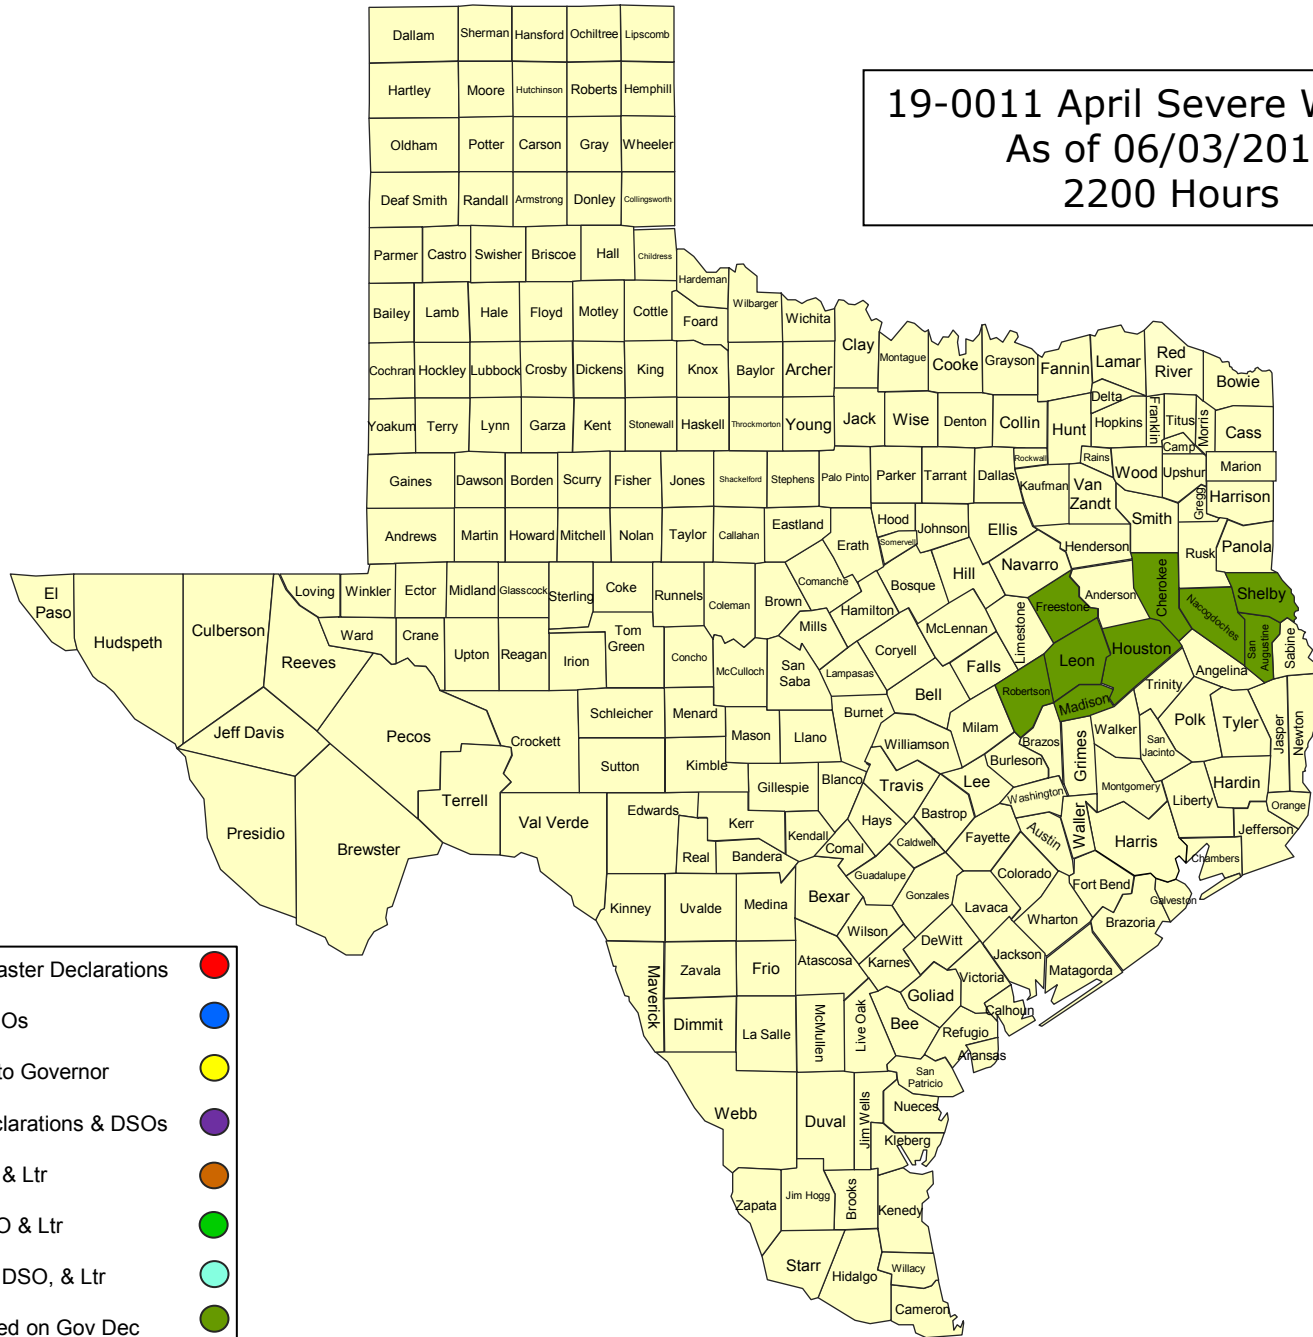 Dallam Sherman Hansford Ochiltree Lipscomb
Hartley Moore Hutchinson Roberts Hemphill
19-0011 April Severe
As of 06/03/201
2200 Hours
Oldham Potter Carson Gray Wheeler
Deaf Smith Randall Armstrong Donley Collingsworth
Parmer Castro Swisher Briscoe Hall Childress
Hardeman
Bailey Lamb Hale Floyd Motley Cottle Foard Wilbarger Wichita
Clay Montague Cooke Grayson Fannin Lamar Red River Bowie
Cochran Hockley Lubbock Crosby Dickens King Knox Baylor Archer
Delta
Yoakum Terry Lynn Garza Kent Stonewall Haskell Throckmorton Young Jack Wise Denton Collin Hunt Hopkins Franklin Titus Morris Cass
Camp
Rockwall Rains
Gaines Dawson Borden Scurry Fisher Jones Shackelford Stephens Palo Pinto Parker Tarrant Dallas Kaufman Van Zandt Wood Upshur Marion
Gregg Harrison
Andrews Martin Howard Mitchell Nolan Taylor Callahan Eastland Erath Hood Somervell Johnson Ellis Henderson Smith Rusk Panola
El Paso Hudspeth Culberson Loving Winkler Ector Midland Glasscock Sterling Coke Runnels Coleman Brown Comanche Hamilton Bosque Hill Navarro Freestone Anderson Cherokee Nacogdoches Shelby
Reeves Ward Crane Upton Reagan Irion Tom Green Concho McCulloch San Saba Mills Lampasas Coryell McLennan Limestone Falls Leon Houston Angelina San Augustine Sabine
Jeff Davis Pecos Crockett Schleicher Menard Mason Llano Burnet Bell Milam Robertson Madison Trinity Polk Tyler Jasper Newton
Sutton Kimble Gillespie Blanco Williamson Burleson Brazos Grimes Walker San Jacinto
Presidio Brewster Terrell Val Verde Edwards Kerr Kendall Hays Travis Lee Washington Montgomery Liberty Hardin Orange
Real Bandera Comal Caldwell Bastrop Fayette Austin Waller Harris Jefferson Chambers
Kinney Uvalde Medina Bexar Guadalupe Gonzales Lavaca Colorado Fort Bend Galveston
Wilson Wharton Brazoria
Maverick Zavala Frio Atascosa Karnes DeWitt Jackson Matagorda
Victoria
Dimmit La Salle McMullen Live Oak Bee Goliad Calhoun
Refugio Aransas
San Patricio
Webb Duval Jim Wells Nueces
Kleberg
Zapata Jim Hogg Brooks Kenedy
Starr Hidalgo Willacy
Cameron
aster Declarations
Os
to Governor
clarations & DSOs
& Ltr
O & Ltr
DSO, & Ltr
ed on Gov Dec